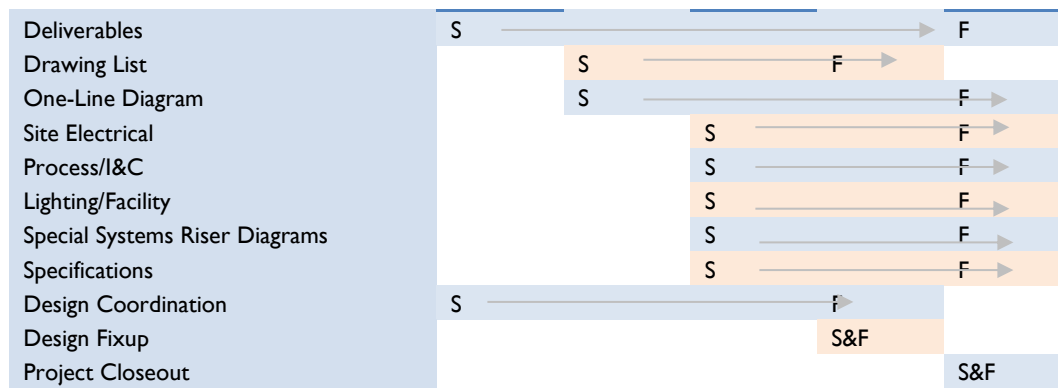 Deliverables S F
Drawing List S F
One-Line Diagram S F
Site Electrical S F
Process/I&C S F
Lighting/Facility S F
Special Systems Riser Diagrams S F
Specifications S F
Design Coordination S F
Design Fixup S&F
Project Closeout S&F